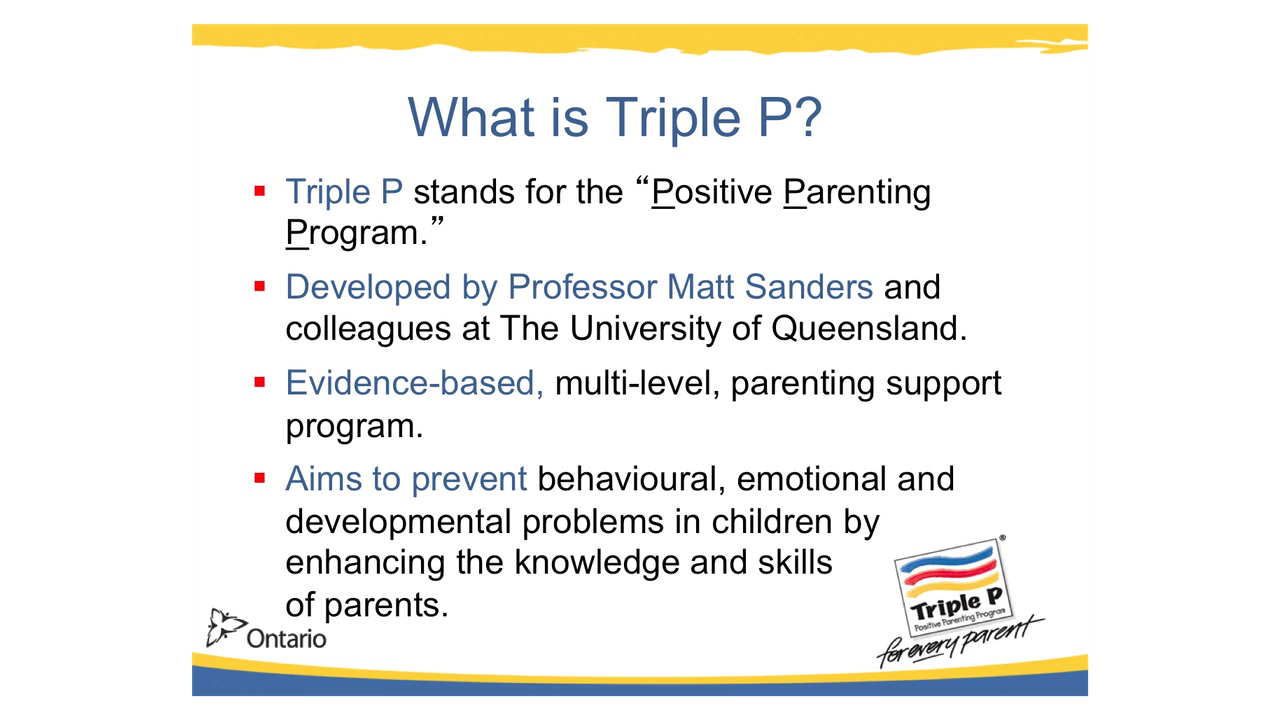 What is Triple P?
▪ Triple P stands for the “Positive Parenting
Program.”
▪ Developed by Professor Matt Sanders and
colleagues at The University of Queensland.
▪ Evidence-based, multi-level, parenting support
program.
▪ Aims to prevent behavioural, emotional and
developmental problems in children by
enhancing the knowledge and skills
of parents.
Ontario
®
Triple P
Positive Parenting Program
for every parent